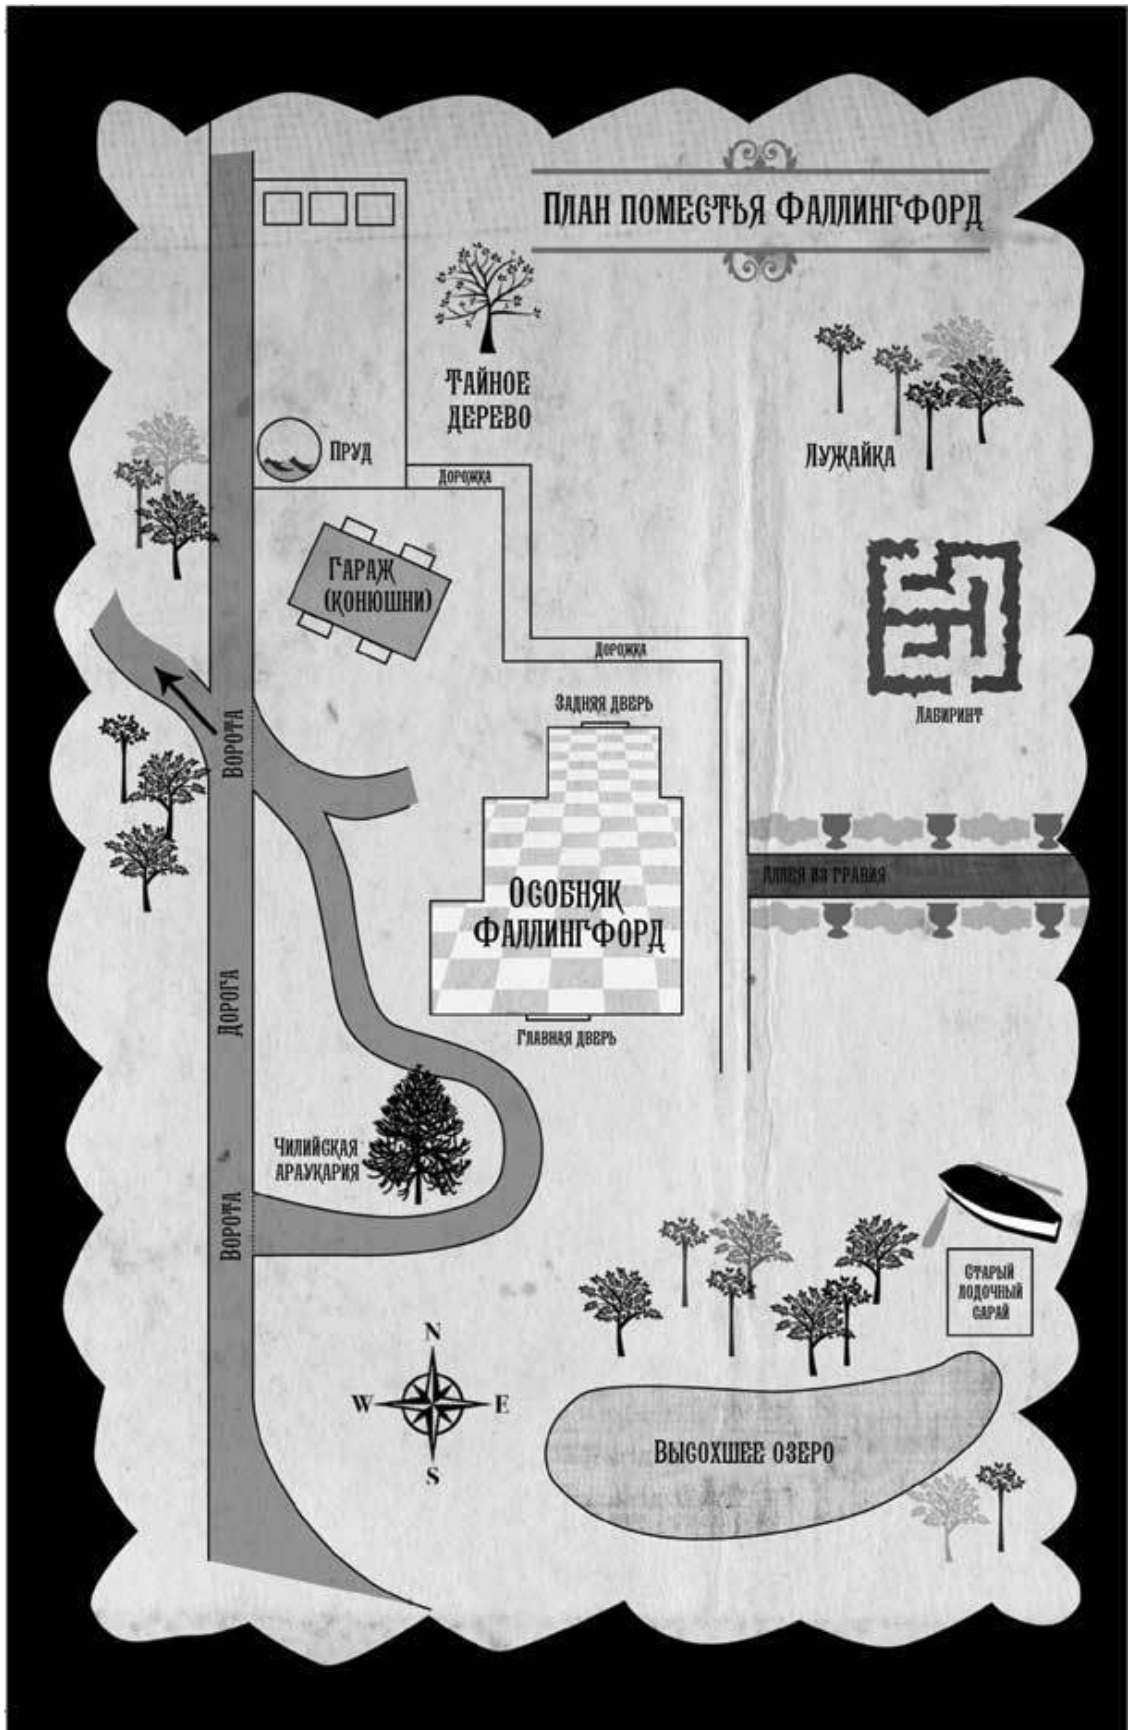 План поместья Фаллингфорд
Тайное
дерево
Лужайка
Пруд
Дорожка
Гараж
(конюшни)
Дорожка
Задняя дверь
Лабиринт
Ворота
Аллея из гравия
Особняк
Фаллингфорд
Дорога
Главная дверь
Чилийская
араукария
Ворота
Старый
лодочный
сарай
N
W
E
S
Высохшее озеро